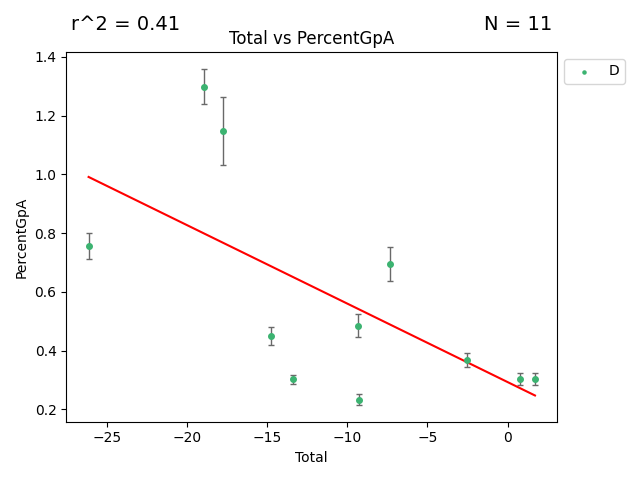 r^2 = 0.41
N = 11
Total vs PercentGpA
D
1.4
1.2
1.0
0.8
0.6
0.4
0.2
PercentGpA
−25
−20
−15
−10
−5
0
Total